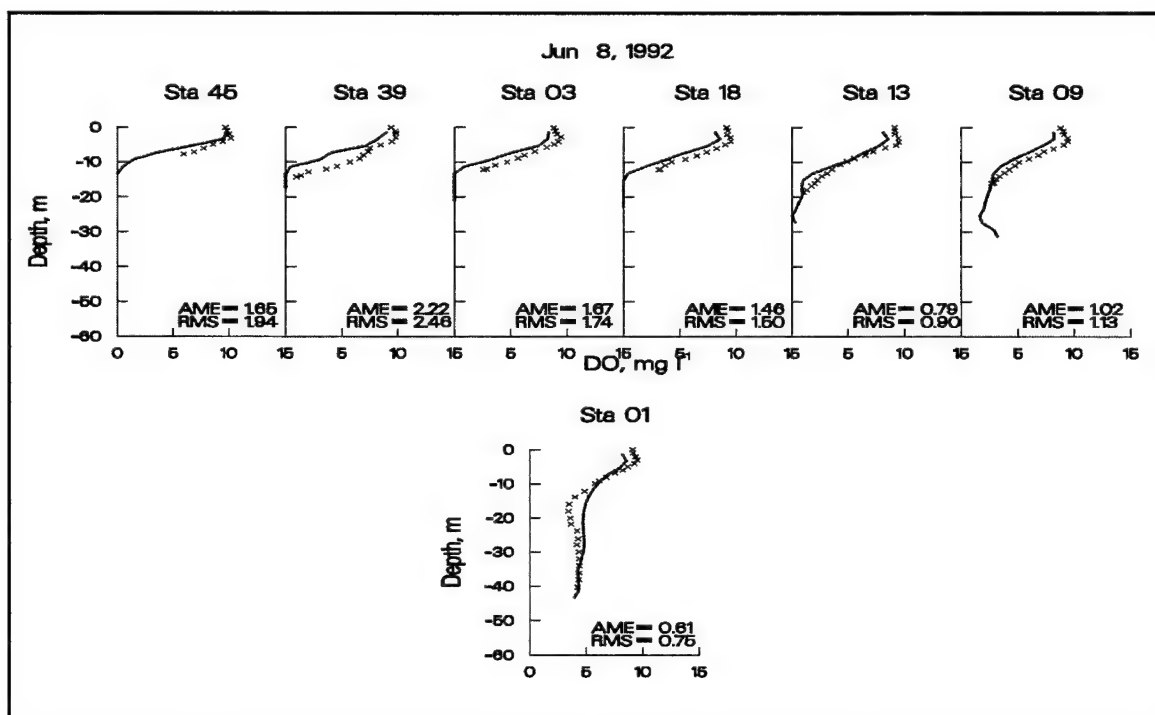 Jun 8, 1992
Sta 45 Sta 39 Sta 03 Sta 18 Sta 13 Sta 09
0
-10
-20
-30
-40
-50
-60
Depth, m
AME = 1.65
RMS = 1.94
AME = 2.22
RMS = 2.46
AME = 1.67
RMS = 1.74
AME = 1.46
RMS = 1.50
AME = 0.79
RMS = 0.90
AME = 1.02
RMS = 1.13
0 5 10 15 5 10 15 5 10 15 5 10 15 5 10 15 5 10 15
DO, mg l⁻¹
Sta 01
0
-10
-20
-30
-40
-50
-60
Depth, m
AME = 0.61
RMS = 0.75
0 5 10 15